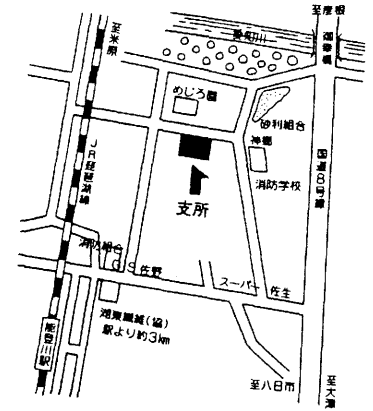 至彦根
至米原
愛知川
御幸橋
めじろ園
砂利組合
神郷
消防学校
国道8号線
JR琵琶湖線
支所
消防組合
G.S.
佐野
スーパー
佐生
湖東繊維(協)
駅より約3km
能登川駅
至八日市
至大津